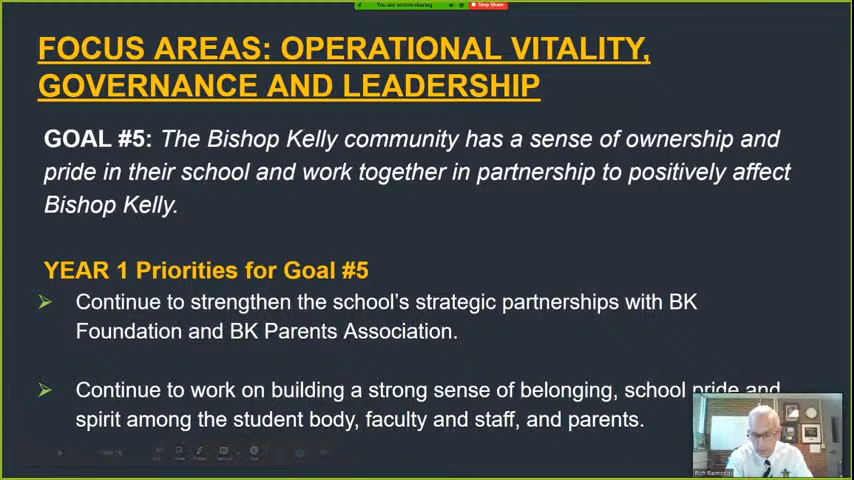 You are screen sharing
Stop Share
FOCUS AREAS: OPERATIONAL VITALITY,
GOVERNANCE AND LEADERSHIP
GOAL #5: The Bishop Kelly community has a sense of ownership and
pride in their school and work together in partnership to positively affect
Bishop Kelly.
YEAR 1 Priorities for Goal #5
Continue to strengthen the school’s strategic partnerships with BK
Foundation and BK Parents Association.
Continue to work on building a strong sense of belonging, school pride and
spirit among the student body, faculty and staff, and parents.
Rich Raimondi